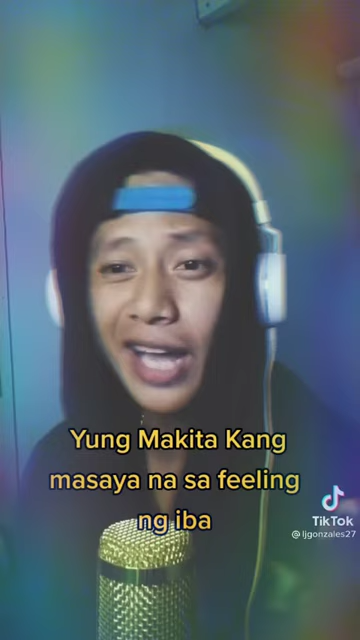 Yung Makita Kang
masaya na sa feeling
ng iba
TikTok
@ljgonzales27